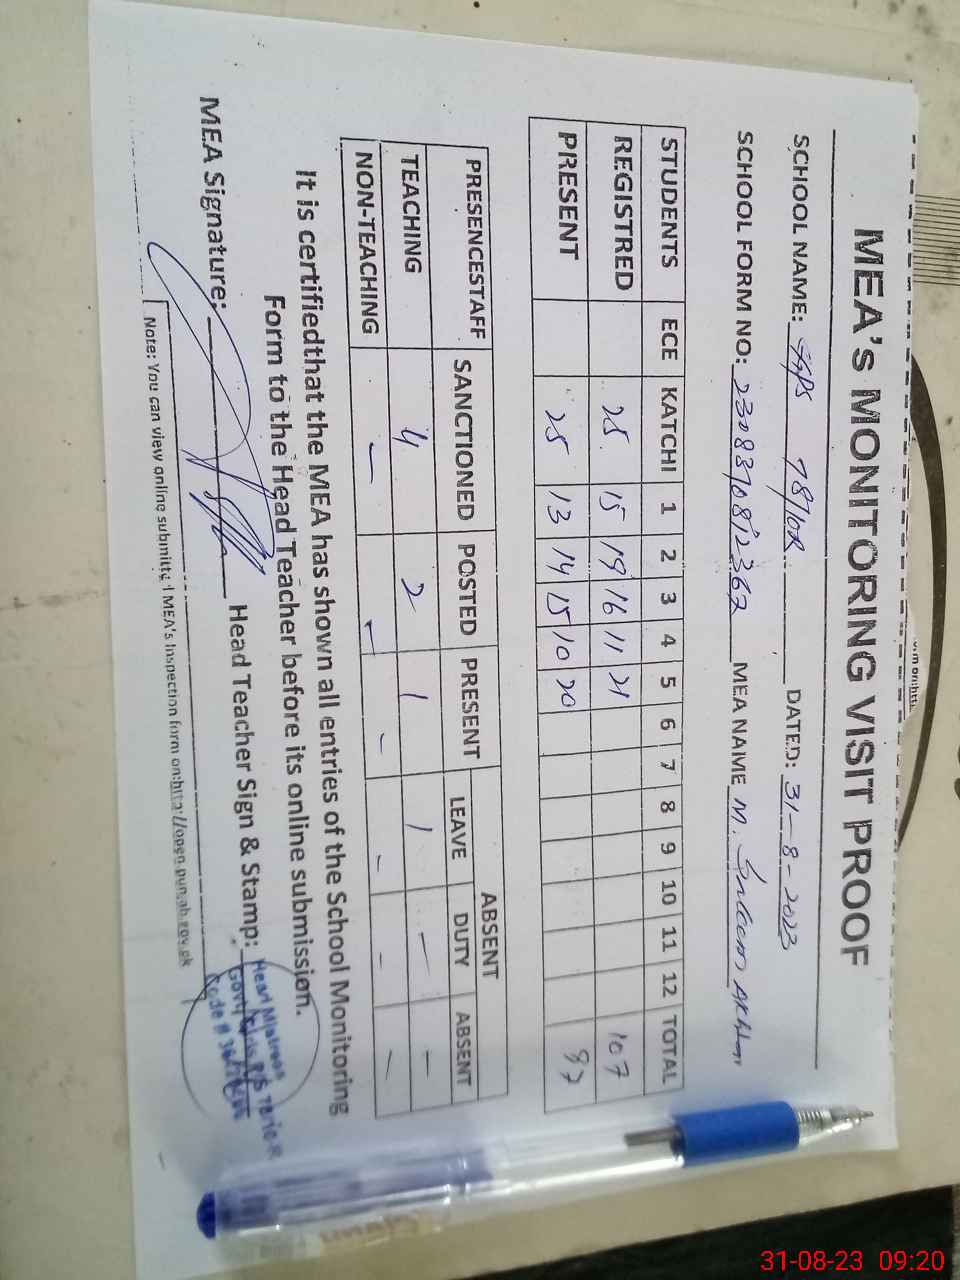 MEA's MONITORING VISIT PROOF
SCHOOL NAME: GGPS 78/10R DATED: 31-8-2023
SCHOOL FORM NO: MEA NAME M. Akhtar
STUDENTS ECE KATCHI 1 2 3 4 5 6 7 8 9 10 11 12 TOTAL
REGISTRED 25 15 19 16 11 21 107
PRESENT 25 13 14 15 10 20 97
PRESENCESTAFF SANCTIONED POSTED PRESENT ABSENT
LEAVE DUTY ABSENT
TEACHING 4 2 1 1 - -
NON-TEACHING - - - - - -
It is certifiedthat the MEA has shown all entries of the School Monitoring
Form to the Head Teacher before its online submission.
MEA Signature: Head Teacher Sign & Stamp:
Head Mistress
Govt. Girls P/S 78/10-R
Code #
Note: You can view online submitted MEA's Inspection form on:http://open.punjab.gov.pk
31-08-23 09:20